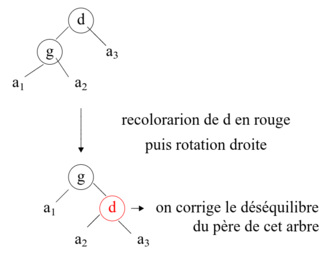 d
g
a3
a1
a2
recolorarion de d en rouge
puis rotation droite
g
a1
d
on corrige le déséquilibre
du père de cet arbre
a2
a3